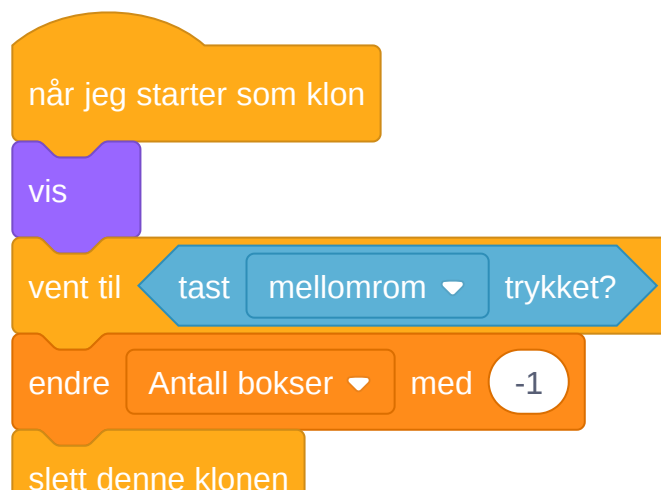 når jeg starter som klon
vis
vent til tast mellomrom trykket?
endre Antall bokser med -1
slett denne klonen